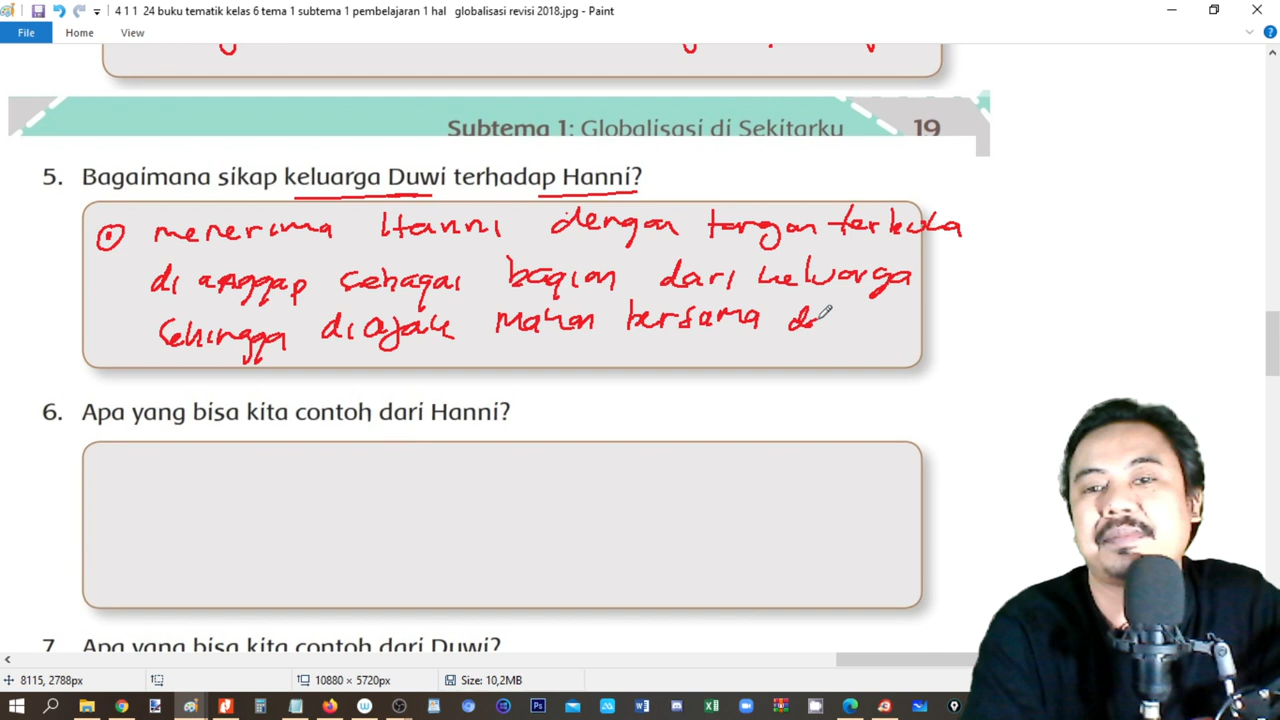 4 1 1 24 buku tematik kelas 6 tema 1 subtema 1 pembelajaran 1 hal globalisasi revisi 2018.jpg - Paint
File Home View
Subtema 1: Globalisasi di Sekitarku 19
5. Bagaimana sikap keluarga Duwi terhadap Hanni?
menerima Hanni dengan tangan terbuka
di anggap sebagai bagian dari keluarga
sehingga di ajak makan bersama
6. Apa yang bisa kita contoh dari Hanni?
7. Apa yang bisa kita contoh dari Duwi?
8115, 2788px 10880 × 5720px Size: 10,2MB